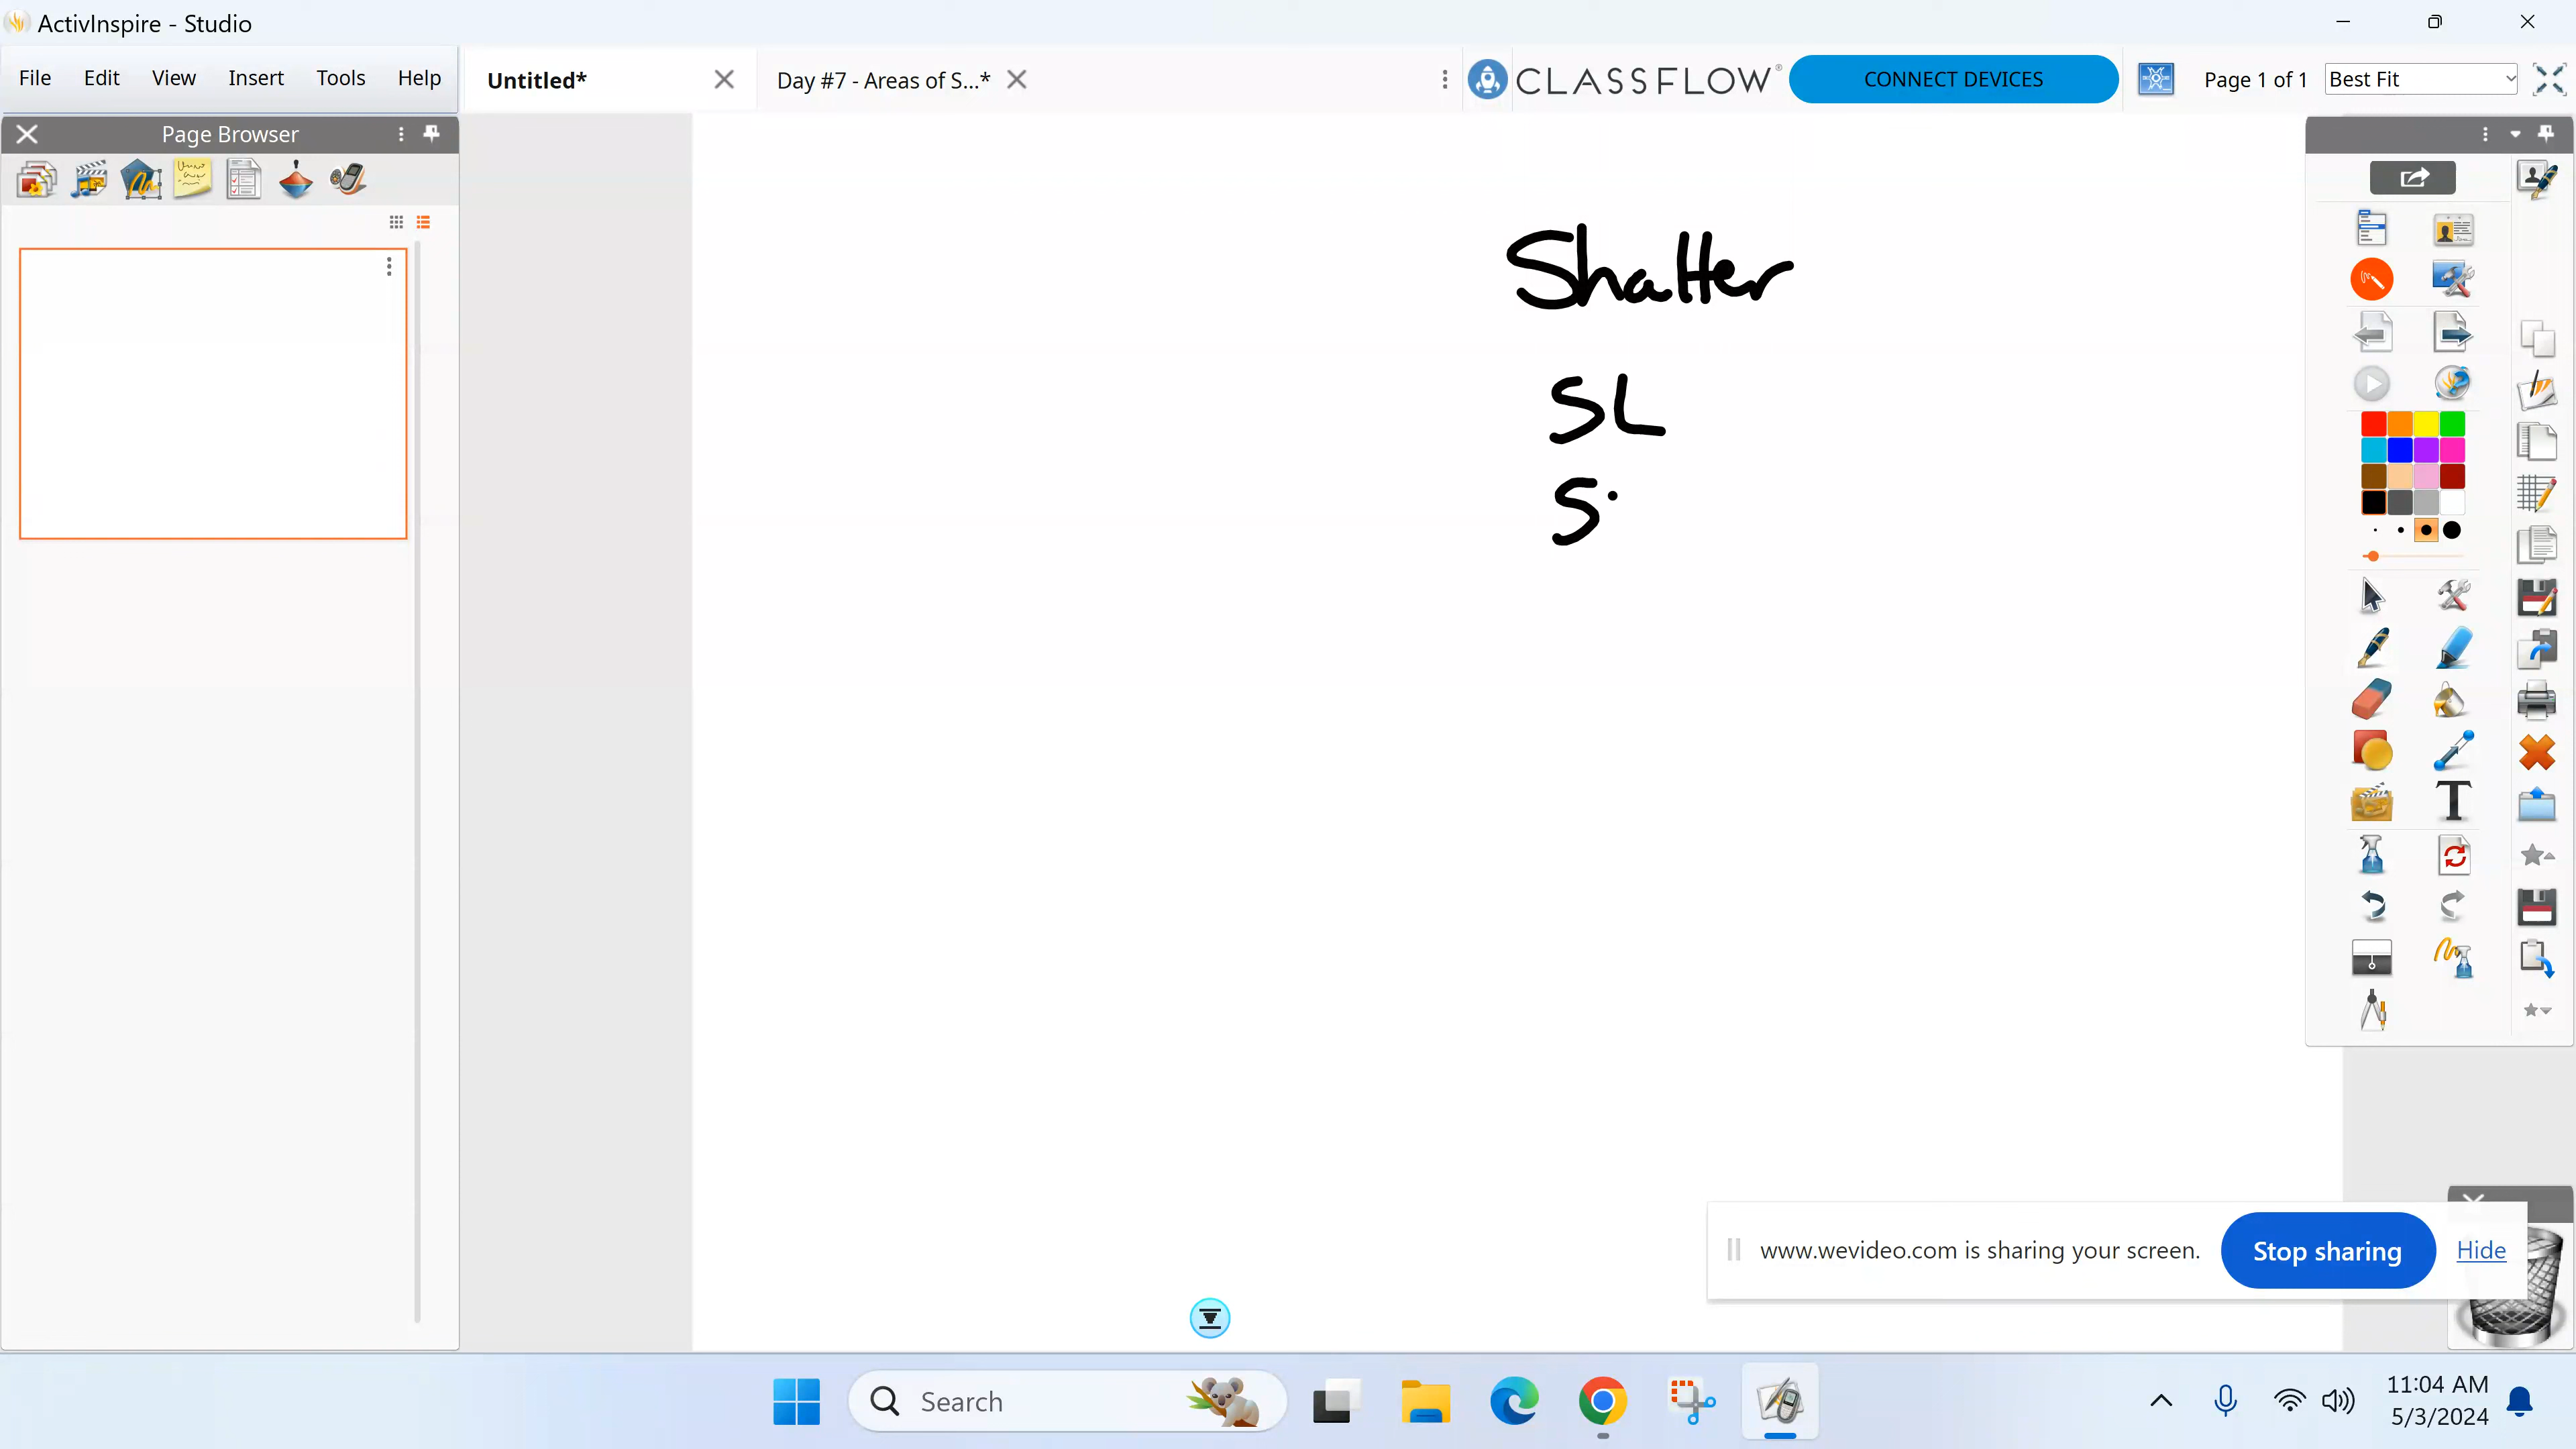 ActivInspire - Studio
File Edit View Insert Tools Help
Untitled*
Day #7 - Areas of S...*
CLASSFLOW®
CONNECT DEVICES
Page 1 of 1
Best Fit
Page Browser
Shatter
SL
S.
T
www.wevideo.com is sharing your screen.
Stop sharing
Hide
Search
11:04 AM
5/3/2024